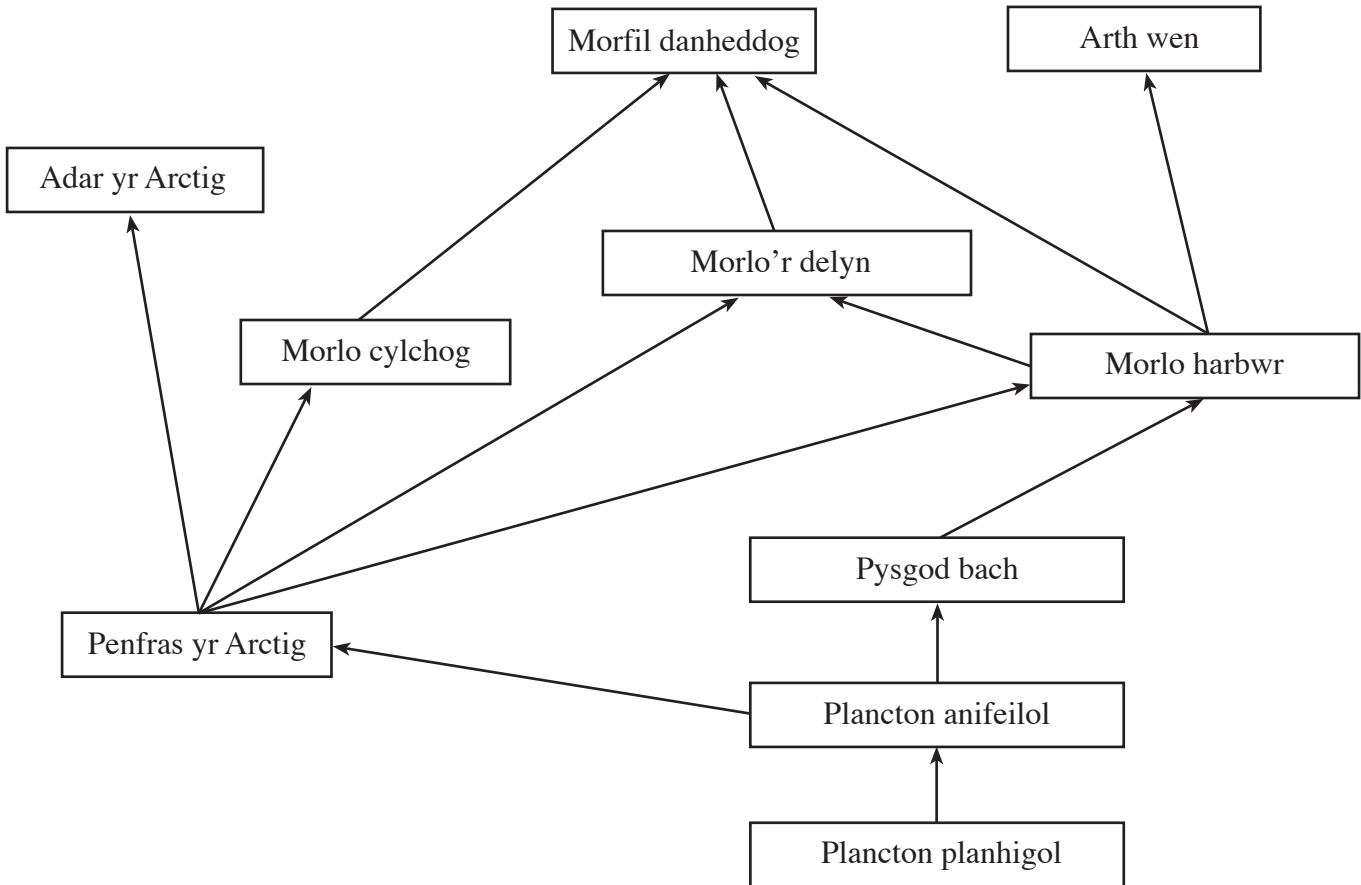 Morfil danheddog
Arth wen
Adar yr Arctig
Morlo’r delyn
Morlo cylchog
Morlo harbwr
Pysgod bach
Penfras yr Arctig
Plancton anifeilol
Plancton planhigol